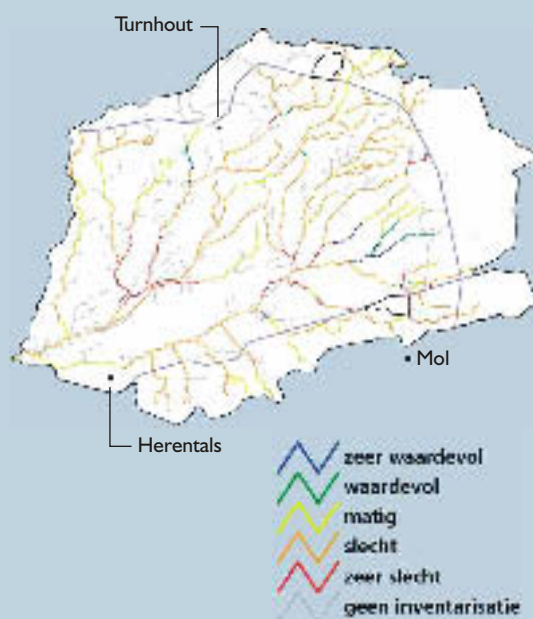 Turnhout
Mol
Herentals
zeer waardevol
waardevol
matig
slecht
zeer slecht
geen inventarisatie